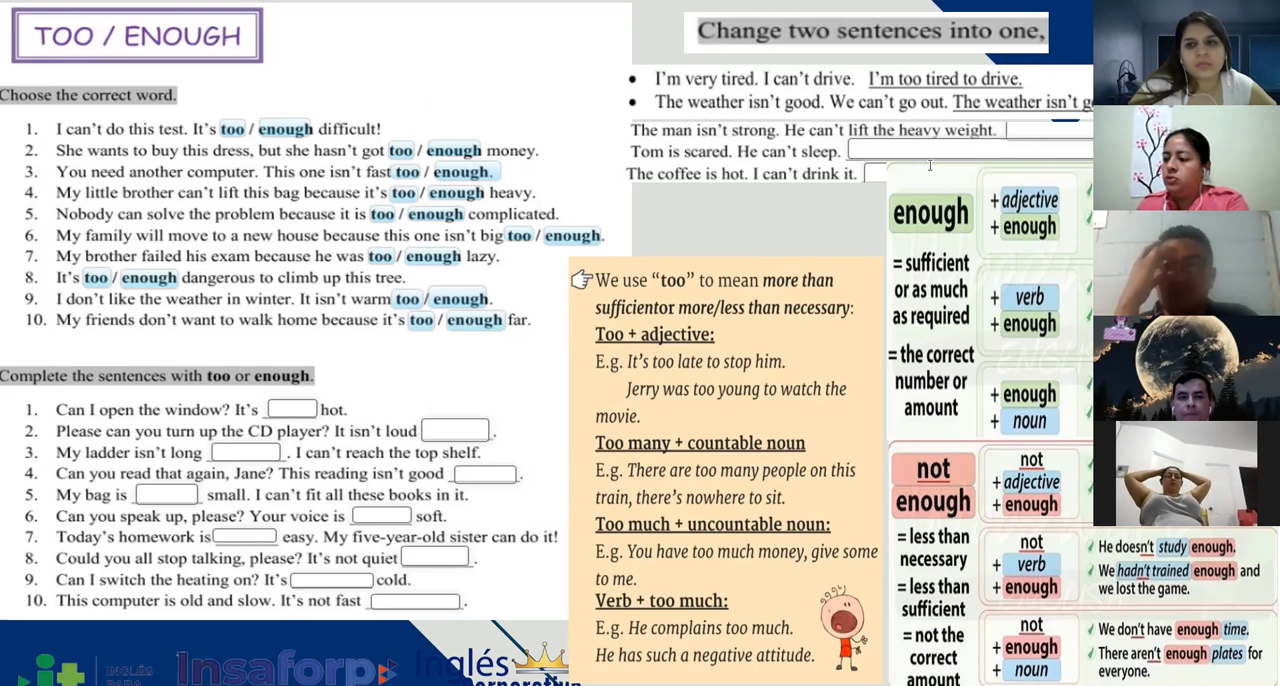 TOO / ENOUGH
Choose the correct word.
1. I can't do this test. It's too / enough difficult!
2. She wants to buy this dress, but she hasn't got too / enough money.
3. You need another computer. This one isn't fast too / enough.
4. My little brother can't lift this bag because it's too / enough heavy.
5. Nobody can solve the problem because it is too / enough complicated.
6. My family will move to a new house because this one isn't big too / enough.
7. My brother failed his exam because he was too / enough lazy.
8. It's too / enough dangerous to climb up this tree.
9. I don't like the weather in winter. It isn't warm too / enough.
10. My friends don't want to walk home because it's too / enough far.
Complete the sentences with too or enough.
1. Can I open the window? It's hot.
2. Please can you turn up the CD player? It isn't loud .
3. My ladder isn't long . I can't reach the top shelf.
4. Can you read that again, Jane? This reading isn't good .
5. My bag is small. I can't fit all these books in it.
6. Can you speak up, please? Your voice is soft.
7. Today's homework is easy. My five-year-old sister can do it!
8. Could you all stop talking, please? It's not quiet .
9. Can I switch the heating on? It's cold.
10. This computer is old and slow. It's not fast .
INGLÉS
PARA
Insaforp
Inglés
Corporativo
Change two sentences into one,
• I'm very tired. I can't drive. I'm too tired to drive.
• The weather isn't good. We can't go out. The weather isn't g
The man isn't strong. He can't lift the heavy weight.
Tom is scared. He can't sleep.
The coffee is hot. I can't drink it.
We use "too" to mean more than
sufficientor more/less than necessary:
Too + adjective:
E.g. It's too late to stop him.
Jerry was too young to watch the
movie.
Too many + countable noun
E.g. There are too many people on this
train, there's nowhere to sit.
Too much + uncountable noun:
E.g. You have too much money, give some
to me.
Verb + too much:
E.g. He complains too much.
He has such a negative attitude.
enough
= sufficient
or as much
as required
= the correct
number or
amount
+ adjective
+ enough
+ verb
+ enough
+ enough
+ noun
not
enough
= less than
necessary
= less than
sufficient
= not the
correct
amount
not
+ adjective
+ enough
not
+ verb
+ enough
He doesn't study enough.
We hadn't trained enough and
we lost the game.
not
+ enough
+ noun
We don't have enough time.
There aren't enough plates for
everyone.